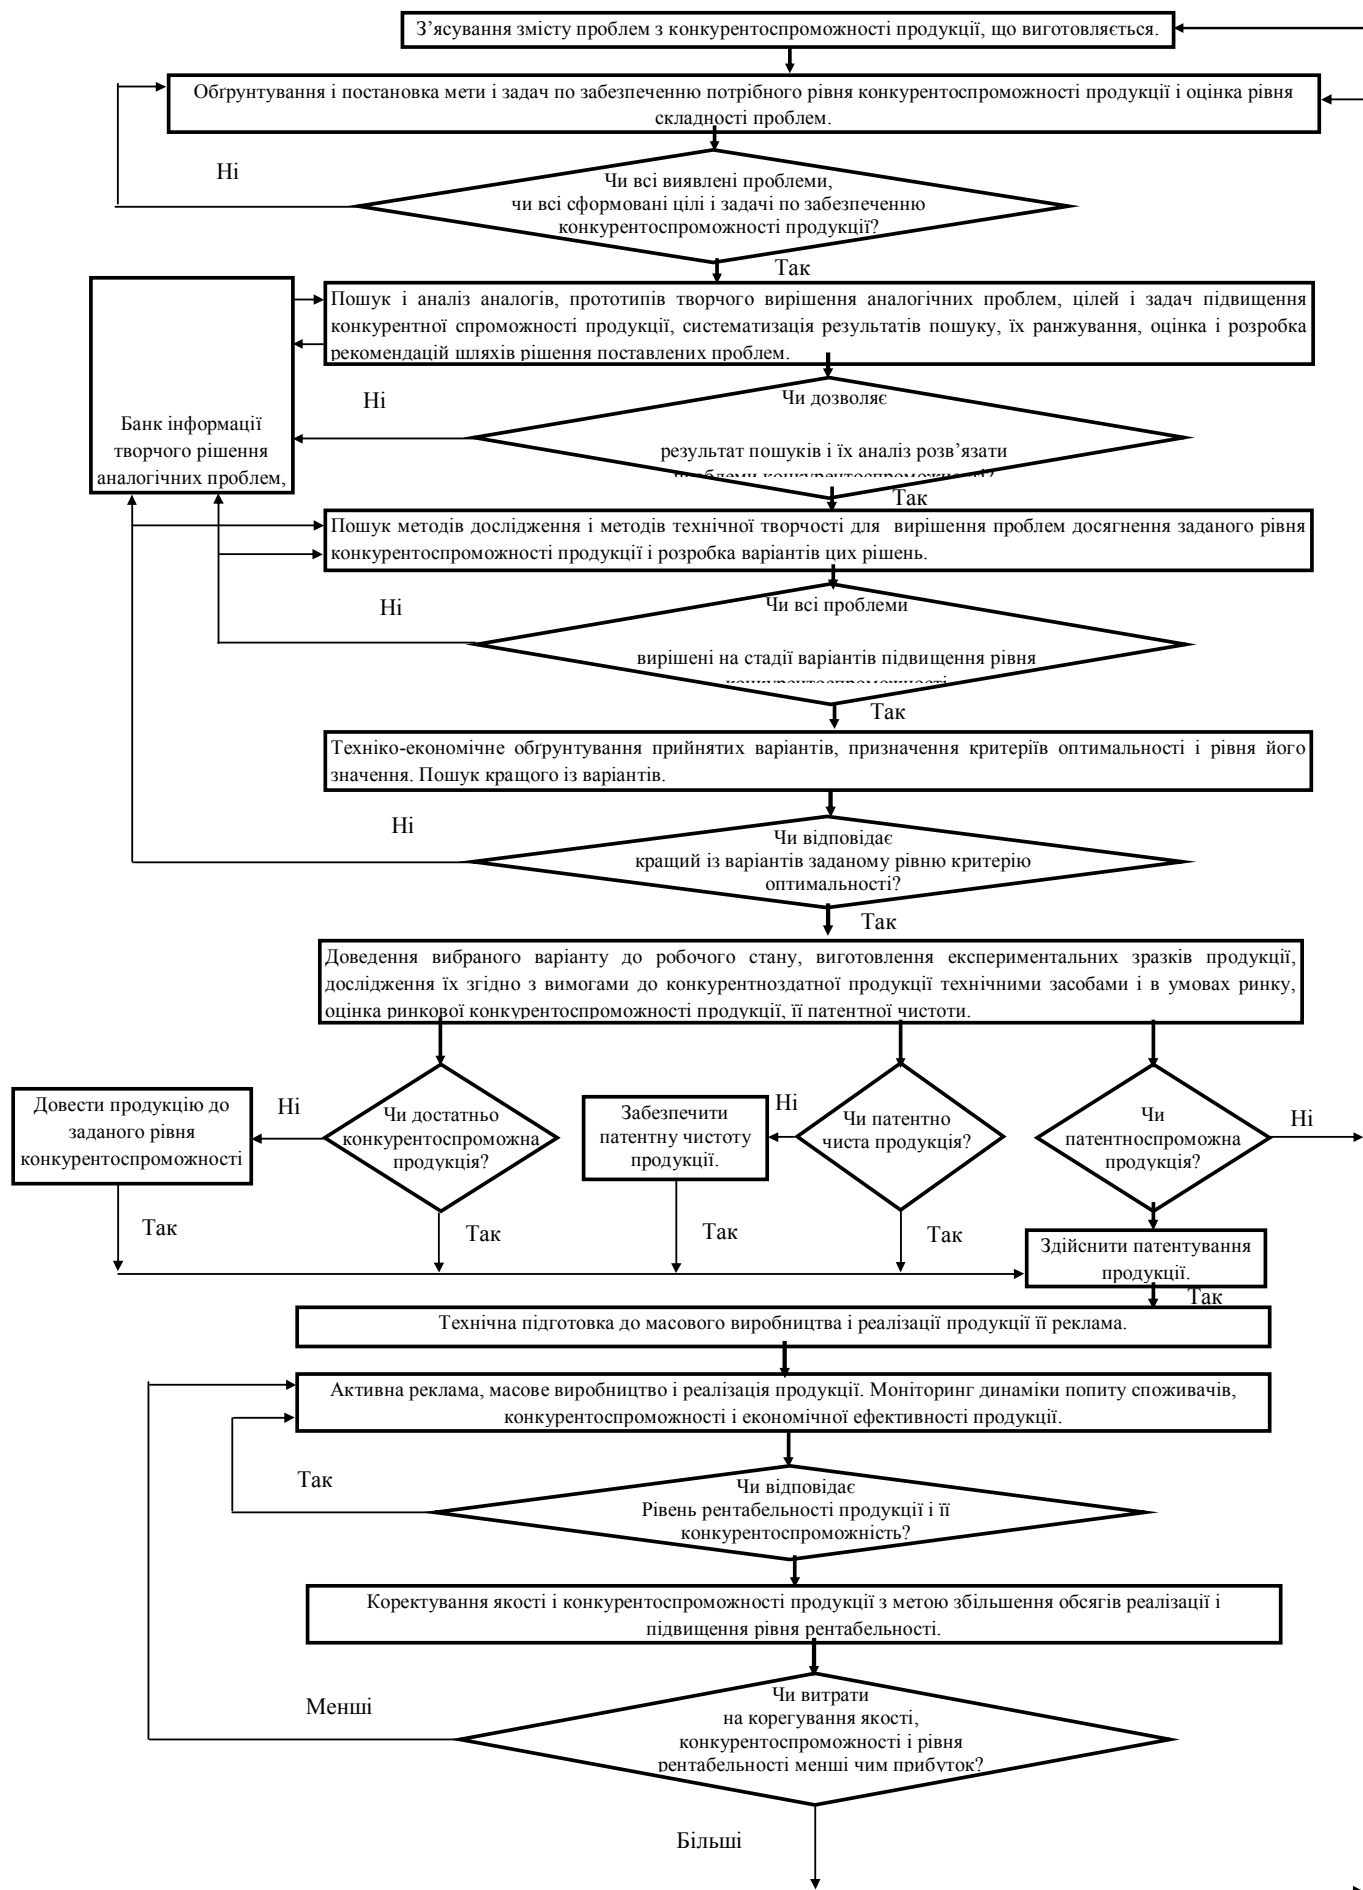 З’ясування змісту проблем з конкурентоспроможності продукції, що виготовляється.
Обґрунтування і постановка мети і задач по забезпеченню потрібного рівня конкурентоспроможності продукції і оцінка рівня
складності проблем.
Ні
Чи всі виявлені проблеми,
чи всі сформовані цілі і задачі по забезпеченню
конкурентоспроможності продукції?
Так
Пошук і аналіз аналогів, прототипів творчого вирішення аналогічних проблем, цілей і задач підвищення
конкурентної спроможності продукції, систематизація результатів пошуку, їх ранжування, оцінка і розробка
рекомендацій шляхів рішення поставлених проблем.
Ні
Банк інформації
творчого рішення
аналогічних проблем,
Чи дозволяє
результат пошуків і їх аналіз розв’язати
проблеми конкурентоспроможності?
Так
Пошук методів дослідження і методів технічної творчості для вирішення проблем досягнення заданого рівня
конкурентоспроможності продукції і розробка варіантів цих рішень.
Ні
Чи всі проблеми
вирішені на стадії варіантів підвищення рівня
конкурентоспроможності
Так
Техніко-економічне обґрунтування прийнятих варіантів, призначення критеріїв оптимальності і рівня його
значення. Пошук кращого із варіантів.
Ні
Чи відповідає
кращий із варіантів заданому рівню критерію
оптимальності?
Так
Доведення вибраного варіанту до робочого стану, виготовлення експериментальних зразків продукції,
дослідження їх згідно з вимогами до конкурентноздатної продукції технічними засобами і в умовах ринку,
оцінка ринкової конкурентоспроможності продукції, її патентної чистоти.
Довести продукцію до
заданого рівня
конкурентоспроможності
Ні
Чи достатньо
конкурентоспроможна
продукція?
Забезпечити
патентну чистоту
продукції.
Ні
Чи патентно
чиста продукція?
Чи
патентноспроможна
продукція?
Ні
Так
Так
Так
Так
Здійснити патентування
продукції.
Так
Технічна підготовка до масового виробництва і реалізації продукції її реклама.
Активна реклама, масове виробництво і реалізація продукції. Моніторинг динаміки попиту споживачів,
конкурентоспроможності і економічної ефективності продукції.
Так
Чи відповідає
Рівень рентабельності продукції і її
конкурентоспроможність?
Коректування якості і конкурентоспроможності продукції з метою збільшення обсягів реалізації і
підвищення рівня рентабельності.
Менші
Чи витрати
на корегування якості,
конкурентоспроможності і рівня
рентабельності менші чим прибуток?
Більші